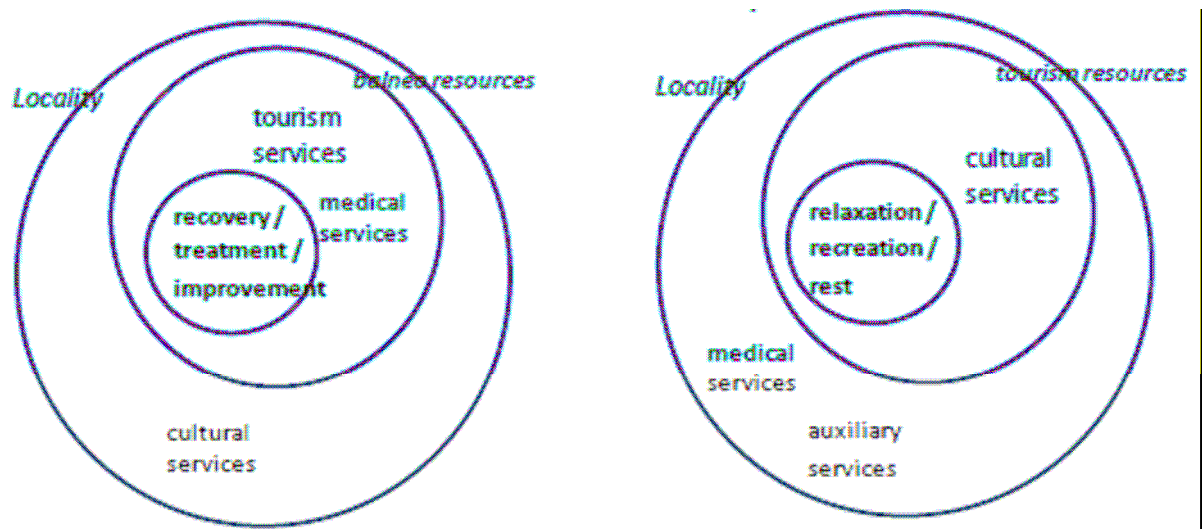 Locality
balneo resources
tourism
services
medical
services
recovery /
treatment /
improvement
cultural
services
Locality
tourism resources
cultural
services
relaxation /
recreation /
rest
medical
services
auxiliary
services